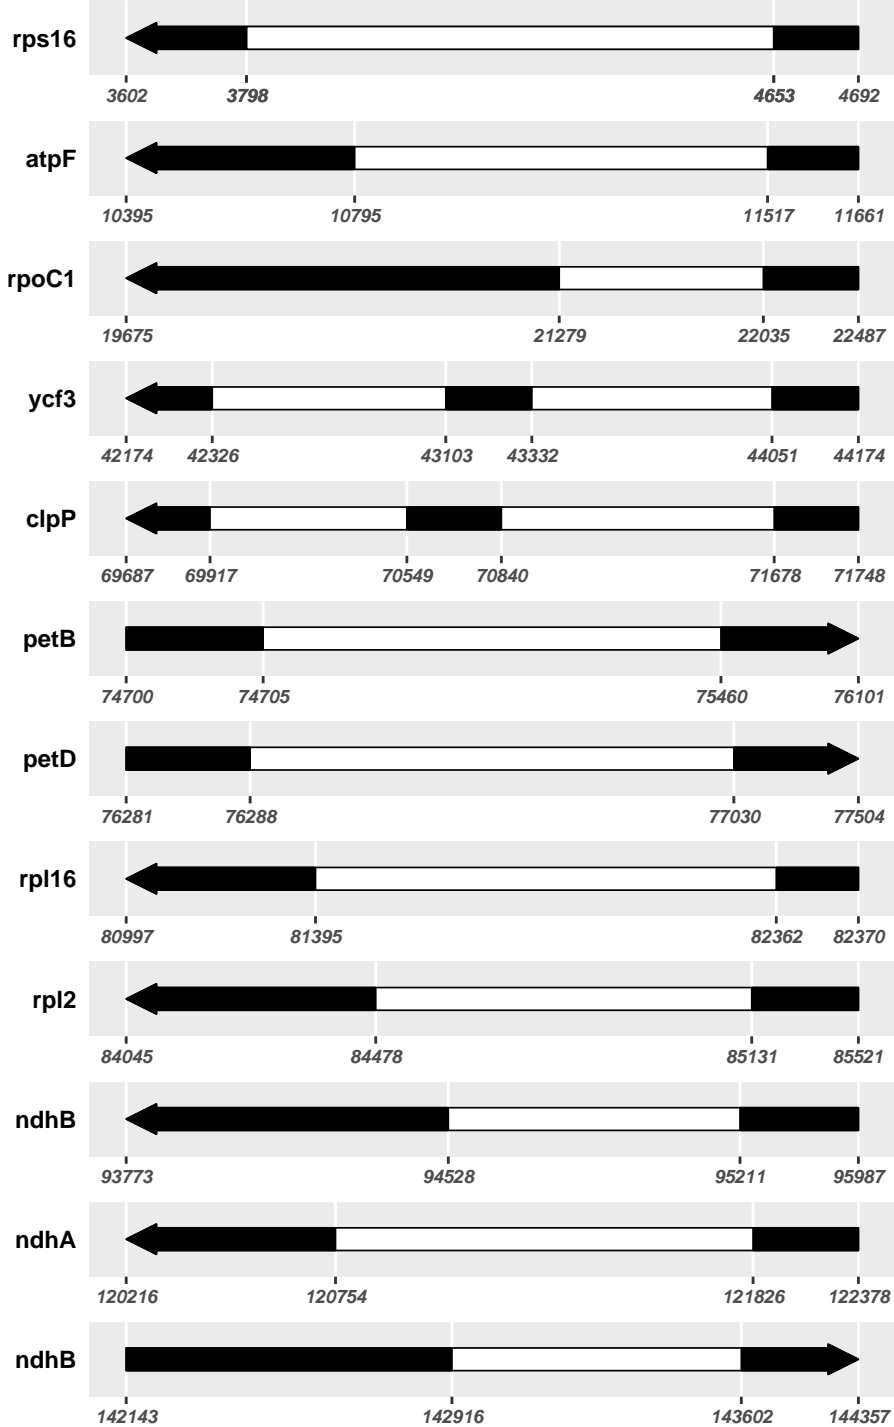 rps16
3602 3798 4653 4692
atpF
10395 10795 11517 11661
rpoC1
19675 21279 22035 22487
ycf3
42174 42326 43103 43332 44051 44174
clpP
69687 69917 70549 70840 71678 71748
petB
74700 74705 75460 76101
petD
76281 76288 77030 77504
rpl16
80997 81395 82362 82370
rpl2
84045 84478 85131 85521
ndhB
93773 94528 95211 95987
ndhA
120216 120754 121826 122378
ndhB
142143 142916 143602 144357